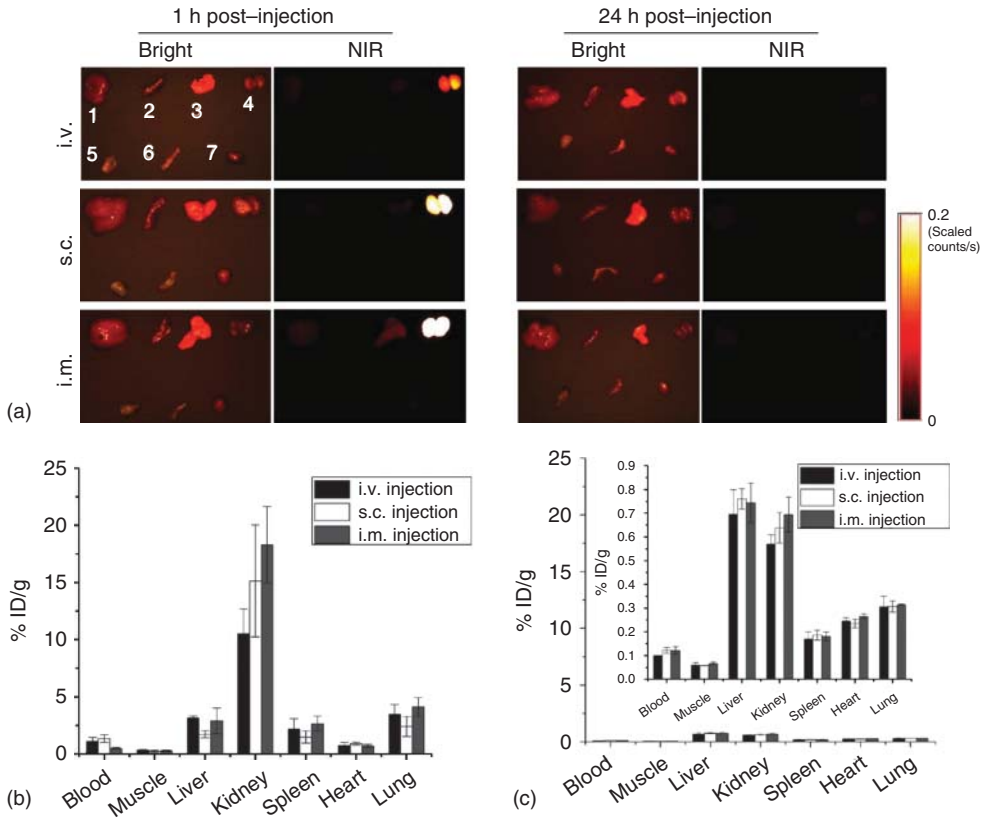 1 h post–injection
24 h post–injection
Bright
NIR
Bright
NIR
i.v.
1
2
3
4
5
6
7
s.c.
i.m.
0.2
(Scaled
counts/s)
0
(a)
25
20
15
10
5
0
% ID/g
i.v. injection
s.c. injection
i.m. injection
Blood
Muscle
Liver
Kidney
Spleen
Heart
Lung
(b)
25
20
15
10
5
0
% ID/g
0.9
0.8
0.7
0.6
0.5
0.4
0.3
0.2
0.1
0.0
% ID/g
i.v. injection
s.c. injection
i.m. injection
Blood
Muscle
Liver
Kidney
Spleen
Heart
Lung
Blood
Muscle
Liver
Kidney
Spleen
Heart
Lung
(c)